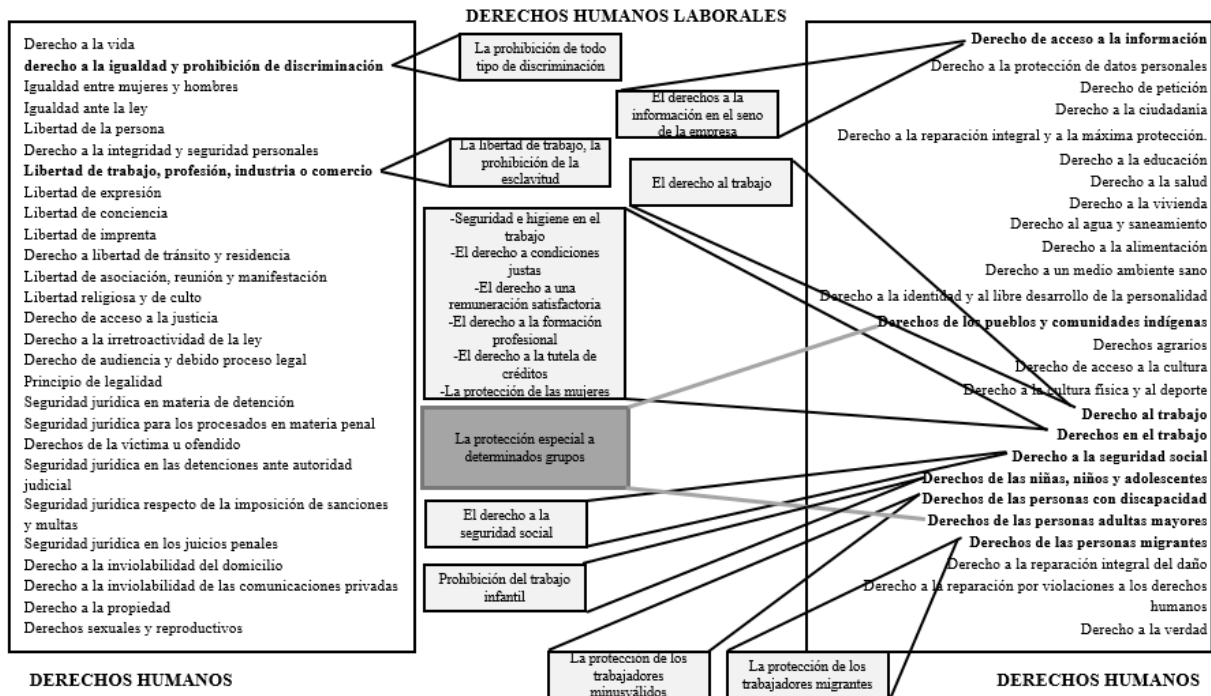 DERECHOS HUMANOS LABORALES
Derecho a la vida
derecho a la igualdad y prohibición de discriminación
Igualdad entre mujeres y hombres
Igualdad ante la ley
Libertad de la persona
Derecho a la integridad y seguridad personales
Libertad de trabajo, profesión, industria o comercio
Libertad de expresión
Libertad de conciencia
Libertad de imprenta
Derecho a libertad de tránsito y residencia
Libertad de asociación, reunión y manifestación
Libertad religiosa y de culto
Derecho de acceso a la justicia
Derecho a la irretroactividad de la ley
Derecho de audiencia y debido proceso legal
Principio de legalidad
Seguridad jurídica en materia de detención
Seguridad jurídica para los procesados en materia penal
Derechos de la víctima u ofendido
Seguridad jurídica en las detenciones ante autoridad
judicial
Seguridad jurídica respecto de la imposición de sanciones
y multas
Seguridad jurídica en los juicios penales
Derecho a la inviolabilidad del domicilio
Derecho a la inviolabilidad de las comunicaciones privadas
Derecho a la propiedad
Derechos sexuales y reproductivos
DERECHOS HUMANOS
La prohibición de todo
tipo de discriminación
El derechos a la
información en el seno
de la empresa
La libertad de trabajo, la
prohibición de la
esclavitud
El derecho al trabajo
-Seguridad e higiene en el
trabajo
-El derecho a condiciones
justas
-El derecho a una
remuneración satisfactoria
-El derecho a la formación
profesional
-El derecho a la tutela de
créditos
-La protección de las mujeres
La protección especial a
determinados grupos
El derecho a la
seguridad social
Prohibición del trabajo
infantil
La protección de los
trabajadores
minusválidos
La protección de los
trabajadores migrantes
Derecho de acceso a la información
Derecho a la protección de datos personales
Derecho de petición
Derecho a la ciudadanía
Derecho a la reparación integral y a la máxima protección.
Derecho a la educación
Derecho a la salud
Derecho a la vivienda
Derecho al agua y saneamiento
Derecho a la alimentación
Derecho a un medio ambiente sano
Derecho a la identidad y al libre desarrollo de la personalidad
Derechos de los pueblos y comunidades indígenas
Derechos agrarios
Derecho de acceso a la cultura
Derecho a la cultura física y al deporte
Derecho al trabajo
Derechos en el trabajo
Derecho a la seguridad social
Derechos de las niñas, niños y adolescentes
Derechos de las personas con discapacidad
Derechos de las personas adultas mayores
Derechos de las personas migrantes
Derecho a la reparación integral del daño
Derecho a la reparación por violaciones a los derechos
humanos
Derecho a la verdad
DERECHOS HUMANOS